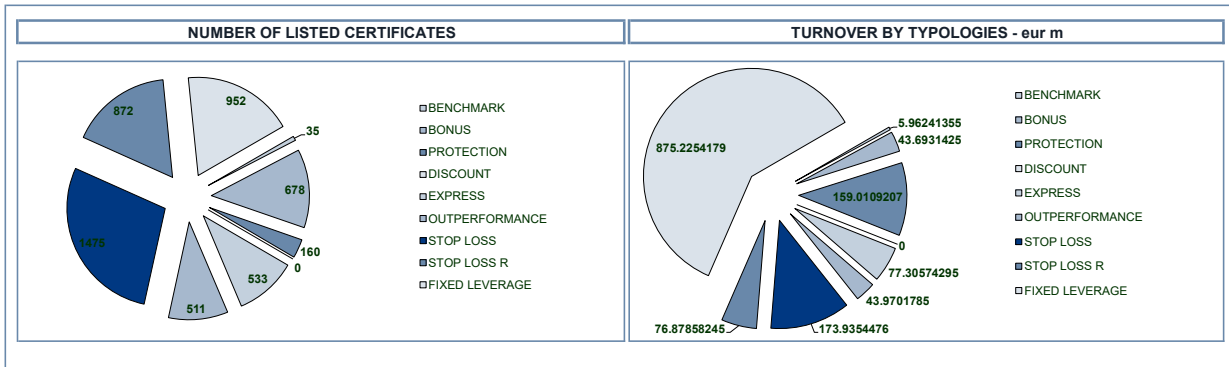 NUMBER OF LISTED CERTIFICATES
872
952
35
678
160
0
533
511
1475
BENCHMARK
BONUS
PROTECTION
DISCOUNT
EXPRESS
OUTPERFORMANCE
STOP LOSS
STOP LOSS R
FIXED LEVERAGE
TURNOVER BY TYPOLOGIES - eur m
875.2254179
5.96241355
43.6931425
159.0109207
0
77.30574295
43.9701785
173.9354476
76.87858245
BENCHMARK
BONUS
PROTECTION
DISCOUNT
EXPRESS
OUTPERFORMANCE
STOP LOSS
STOP LOSS R
FIXED LEVERAGE